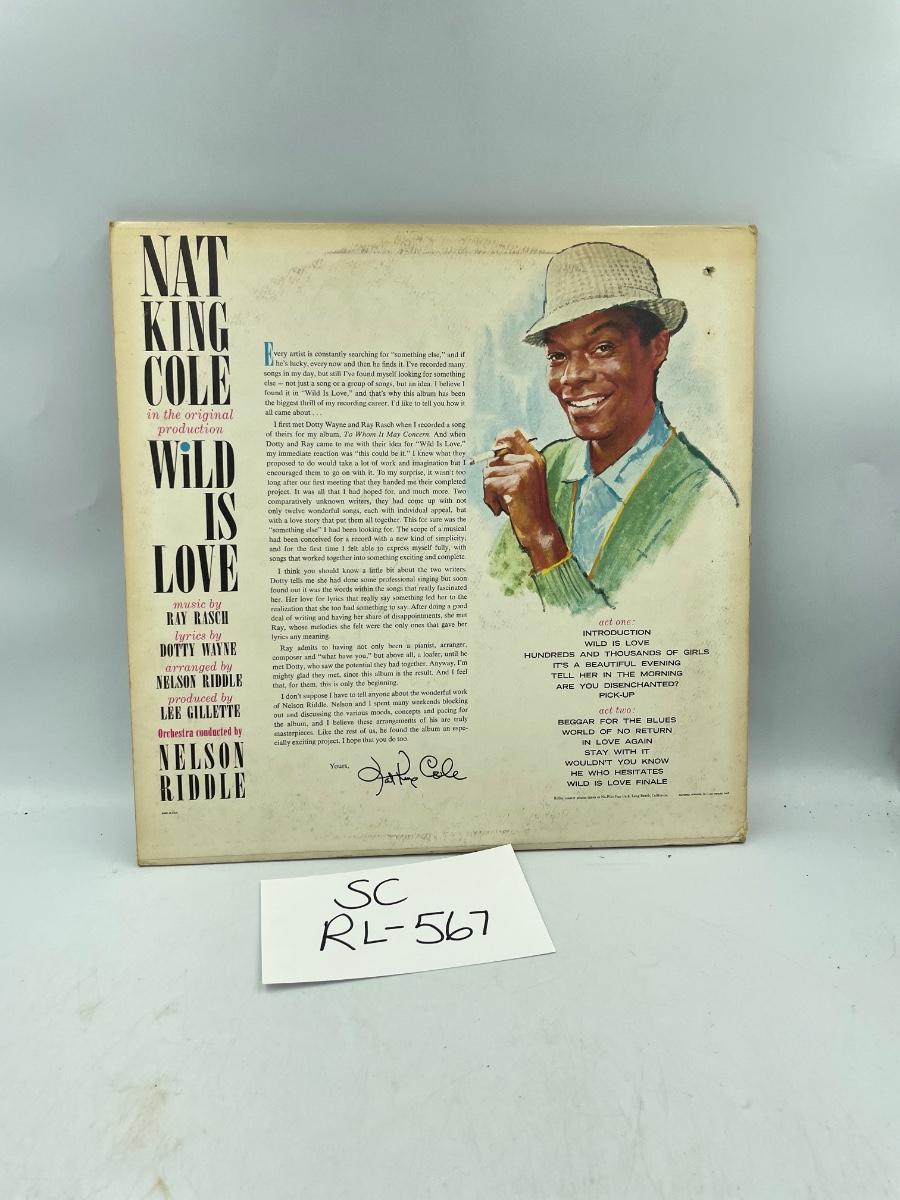 NAT
KING
COLE
in the original
production
WiLD
IS
LOVE
music by
RAY RASCH
lyrics by
DOTTY WAYNE
arranged by
NELSON RIDDLE
produced by
LEE GILLETTE
Orchestra conducted by
NELSON
RIDDLE
Every artist is constantly searching for "something else," and if
he's lucky, every now and then he finds it. I've recorded many
songs in my day, but still I've found myself looking for something
else — not just a song or a group of songs, but an idea. I believe I
found it in "Wild Is Love," and that's why this album has been
the biggest thrill of my recording career. I'd like to tell you how it
all came about . . .
I first met Dotty Wayne and Ray Rasch when I recorded a song
of theirs for my album, To Whom It May Concern. And when
Dotty and Ray came to me with their idea for "Wild Is Love,"
my immediate reaction was "this could be it." I knew what they
proposed to do would take a lot of work and imagination but I
encouraged them to go on with it. To my surprise, it wasn't too
long after our first meeting that they handed me their completed
project. It was all that I had hoped for, and much more. Two
comparatively unknown writers, they had come up with not
only twelve wonderful songs, each with individual appeal, but
with a love story that put them all together. This for sure was the
"something else" I had been looking for. The scope of a musical
had been conceived for a record with a new kind of simplicity,
and for the first time I felt able to express myself fully, with
songs that worked together into something exciting and complete.
I think you should know a little bit about the two writers.
Dotty tells me she had done some professional singing but soon
found out it was the words within the songs that really fascinated
her. Her love for lyrics that really say something led her to the
realization that she too had something to say. After doing a good
deal of writing and having her share of disappointments, she met
Ray, whose melodies she felt were the only ones that gave her
lyrics any meaning.
Ray admits to having not only been a pianist, arranger,
composer and "what have you," but above all, a loafer, until he
met Dotty, who saw the potential they had together. Anyway, I'm
mighty glad they met, since this album is the result. And I feel
that, for them, this is only the beginning.
I don't suppose I have to tell anyone about the wonderful work
of Nelson Riddle. Nelson and I spent many weekends blocking
out and discussing the various moods, concepts and pacing for
the album, and I believe these arrangements of his are truly
masterpieces. Like the rest of us, he found the album an espe-
cially exciting project. I hope that you do too.
Yours,
Nat King Cole
act one:
INTRODUCTION
WILD IS LOVE
HUNDREDS AND THOUSANDS OF GIRLS
IT'S A BEAUTIFUL EVENING
TELL HER IN THE MORNING
ARE YOU DISENCHANTED?
PICK-UP
act two:
BEGGAR FOR THE BLUES
WORLD OF NO RETURN
IN LOVE AGAIN
STAY WITH IT
WOULDN'T YOU KNOW
HE WHO HESITATES
WILD IS LOVE FINALE
SC
RL-567